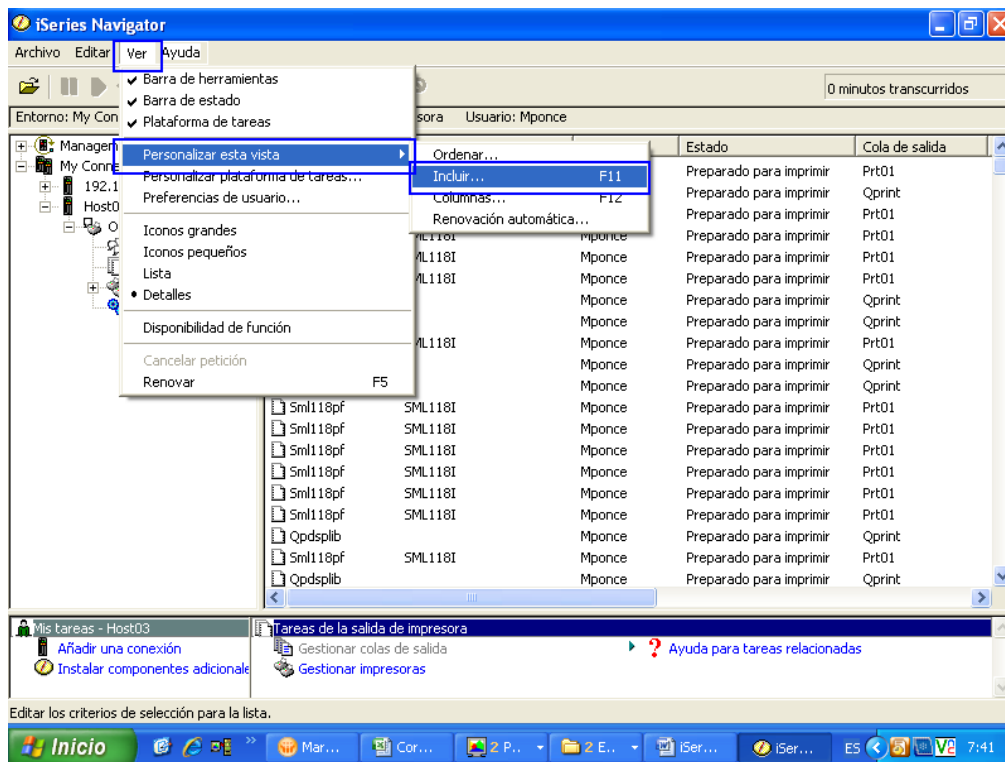 iSeries Navigator
Archivo Editar Ver Ayuda
0 minutos transcurridos
Entorno: My Con sora Usuario: Mponce
Barra de herramientas
Barra de estado
Plataforma de tareas
Personalizar esta vista
Personalizar plataforma de tareas...
Preferencias de usuario...
Iconos grandes
Iconos pequeños
Lista
Detalles
Disponibilidad de función
Cancelar petición
Renovar F5
Ordenar...
Incluir... F11
Columnas... F12
Renovación automática...
Managem
My Conne
192.1
Host0
O
Estado Cola de salida
Preparado para imprimir Prt01
Preparado para imprimir Qprint
Preparado para imprimir Prt01
SML118I Mponce Preparado para imprimir Prt01
ML118I Mponce Preparado para imprimir Prt01
ML118I Mponce Preparado para imprimir Prt01
Mponce Preparado para imprimir Qprint
Mponce Preparado para imprimir Qprint
ML118I Mponce Preparado para imprimir Prt01
Mponce Preparado para imprimir Qprint
Mponce Preparado para imprimir Qprint
Sml118pf SML118I Mponce Preparado para imprimir Prt01
Sml118pf SML118I Mponce Preparado para imprimir Prt01
Sml118pf SML118I Mponce Preparado para imprimir Prt01
Sml118pf SML118I Mponce Preparado para imprimir Prt01
Sml118pf SML118I Mponce Preparado para imprimir Prt01
Sml118pf SML118I Mponce Preparado para imprimir Prt01
Qpdsplib Mponce Preparado para imprimir Qprint
Sml118pf SML118I Mponce Preparado para imprimir Prt01
Qpdsplib Mponce Preparado para imprimir Qprint
Mis tareas - Host03
Añadir una conexión
Instalar componentes adicionale
Tareas de la salida de impresora
Gestionar colas de salida
Gestionar impresoras
Ayuda para tareas relacionadas
Editar los criterios de selección para la lista.
Inicio Mar... Cor... 2 P.. 2 E.. iSer... iSer... ES 7:41